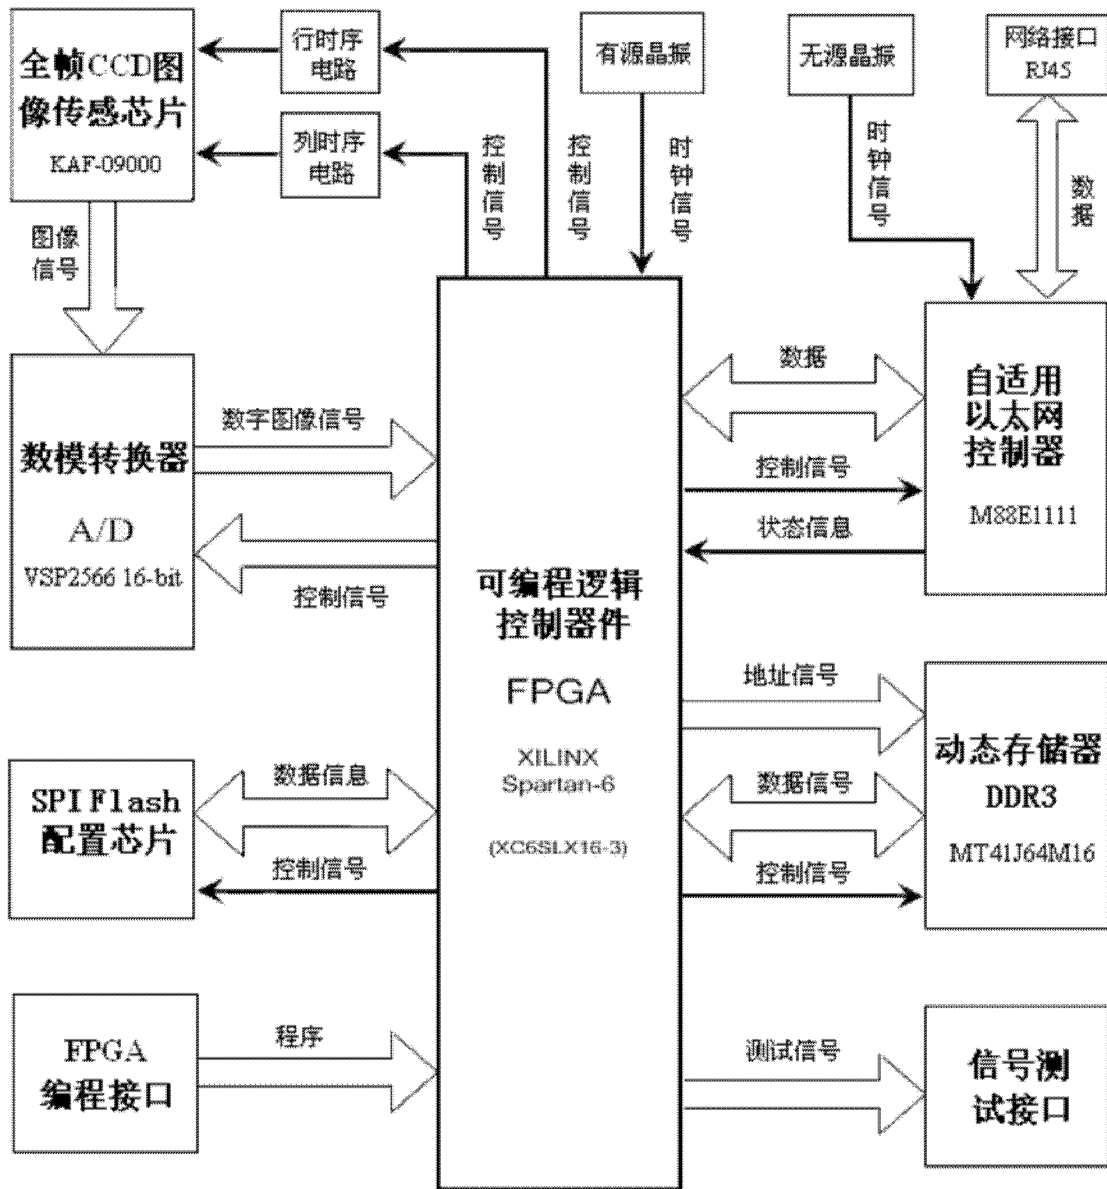 全帧CCD图
像传感芯片
KAF-09000
行时序
电路
列时序
电路
控制信号
控制信号
有源晶振
时钟信号
无源晶振
时钟信号
网络接口
RJ45
数据
图像
信号
数模转换器
A/D
VSP2566 16-bit
数字图像信号
控制信号
可编程逻辑
控制器件
FPGA
XILINX
Spartan-6
(XC6SLX16-3)
数据
控制信号
状态信息
自适用
以太网
控制器
M88E1111
地址信号
数据信号
控制信号
动态存储器
DDR3
MT41J64M16
SPI Flash
配置芯片
数据信息
控制信号
FPGA
编程接口
程序
测试信号
信号测
试接口